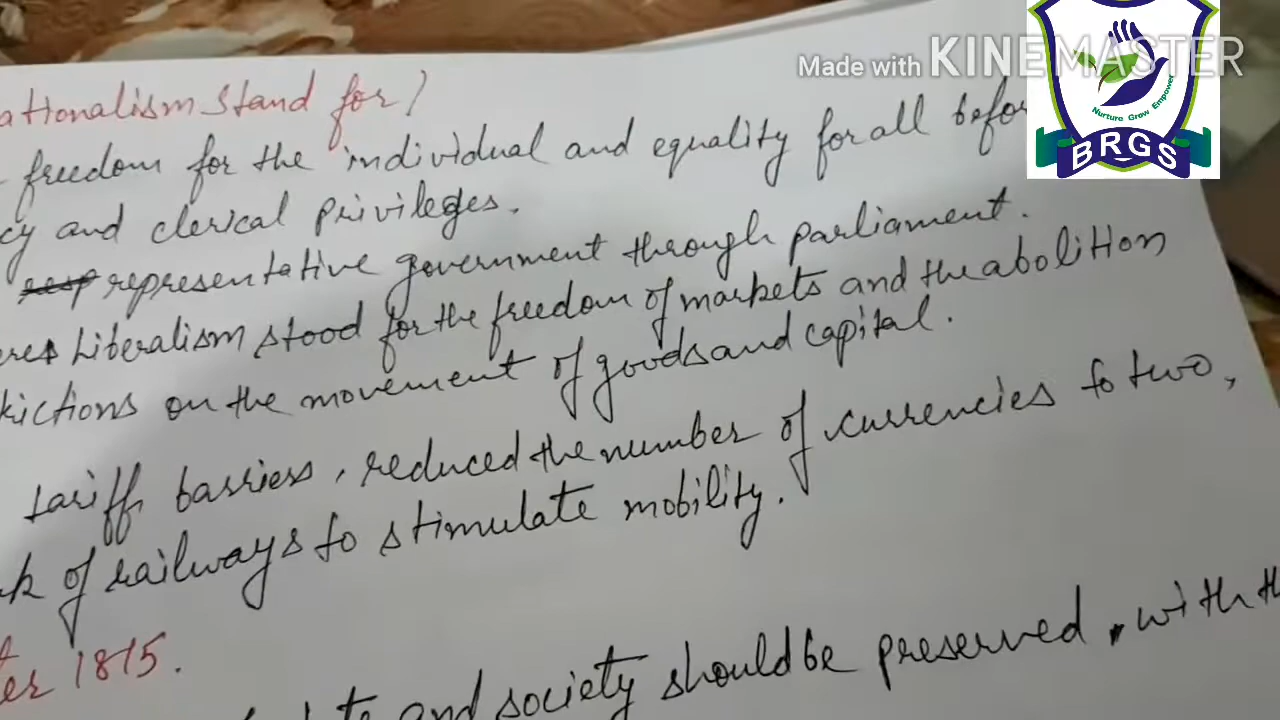 Made with KINEMASTER
Nurture Grow Empower
BRGS
ationalism stand for?
freedom for the individual and equality for all befor
cy and clerical privileges.
representative government through parliament.
Liberalism stood for the freedom of markets and the abolition
rictions on the movement of goods and capital.
tariff barriers, reduced the number of currencies to two,
rk of railways to stimulate mobility.
ter 1815.
and society should be preserved, with th